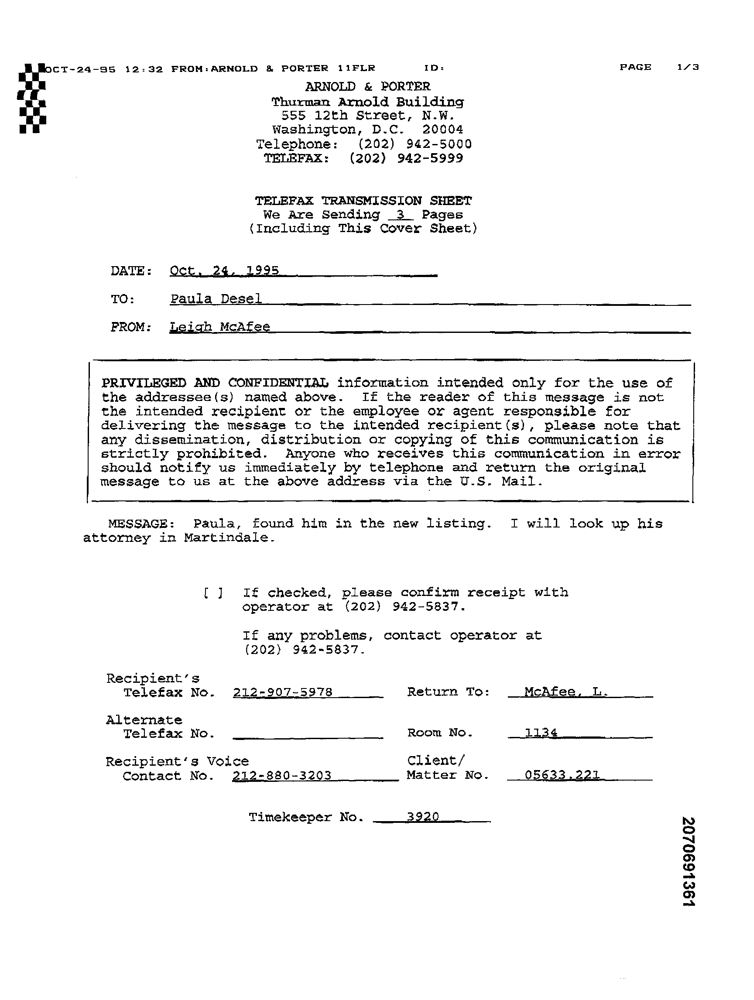 OCT-24-95 12:32 FROM:ARNOLD & PORTER 11FLR ID: PAGE 1/3
ARNOLD & PORTER
Thurman Arnold Building
555 12th Street, N.W.
Washington, D.C. 20004
Telephone: (202) 942-5000
TELEFAX: (202) 942-5999
TELEFAX TRANSMISSION SHEET
We Are Sending 3 Pages
(Including This Cover Sheet)
DATE: Oct. 24, 1995
TO: Paula Desel
FROM: Leigh McAfee
PRIVILEGED AND CONFIDENTIAL information intended only for the use of
the addressee(s) named above. If the reader of this message is not
the intended recipient or the employee or agent responsible for
delivering the message to the intended recipient(s), please note that
any dissemination, distribution or copying of this communication is
strictly prohibited. Anyone who receives this communication in error
should notify us immediately by telephone and return the original
message to us at the above address via the U.S. Mail.
MESSAGE: Paula, found him in the new listing. I will look up his
attorney in Martindale.
[ ] If checked, please confirm receipt with
operator at (202) 942-5837.
If any problems, contact operator at
(202) 942-5837.
Recipient's
Telefax No. 212-907-5978 Return To: McAfee, L.
Alternate
Telefax No. Room No. 1134
Recipient's Voice Client/
Contact No. 212-880-3203 Matter No. 05633.221
Timekeeper No. 3920
2070691361